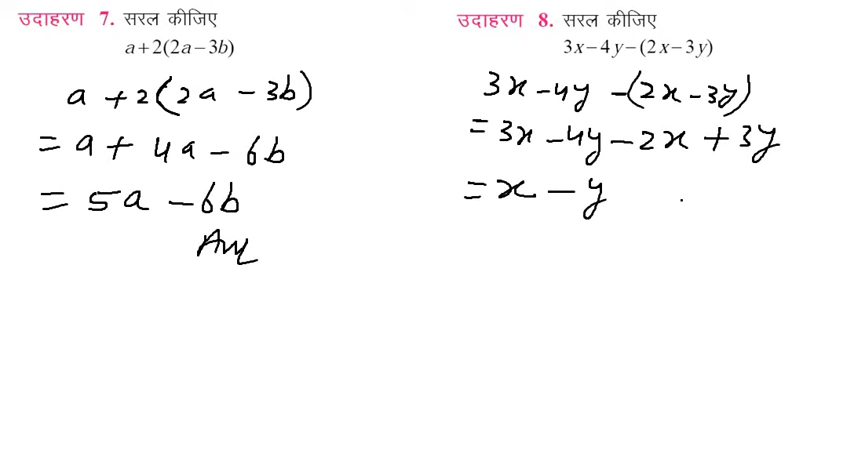 उदाहरण 7. सरल कीजिए
a+2(2a−3b)
a + 2(2a − 3b)
= a + 4a − 6b
= 5a − 6b
Ans
उदाहरण 8. सरल कीजिए
3x−4y−(2x−3y)
3x − 4y − (2x − 3y)
= 3x − 4y − 2x + 3y
= x − y